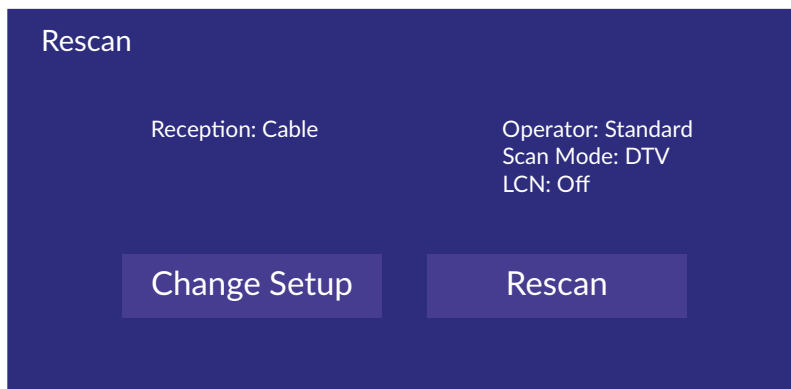 Rescan
Reception: Cable
Operator: Standard
Scan Mode: DTV
LCN: Off
Change Setup
Rescan